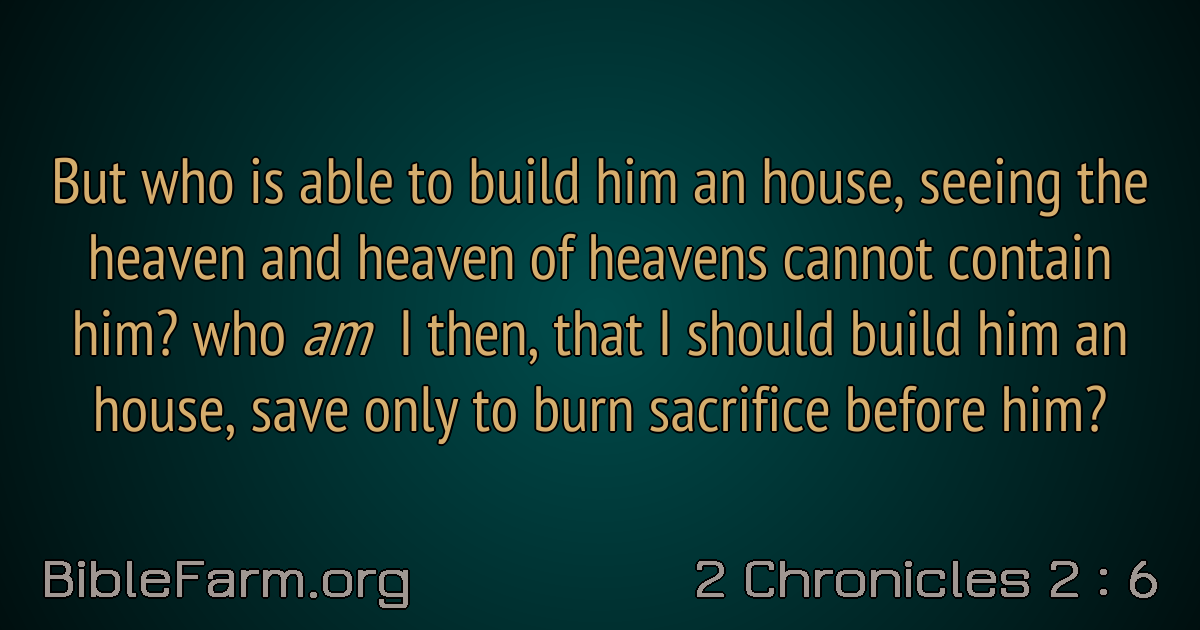 But who is able to build him an house, seeing the
heaven and heaven of heavens cannot contain
him? who am I then, that I should build him an
house, save only to burn sacrifice before him?
BibleFarm.org
2 Chronicles 2 : 6